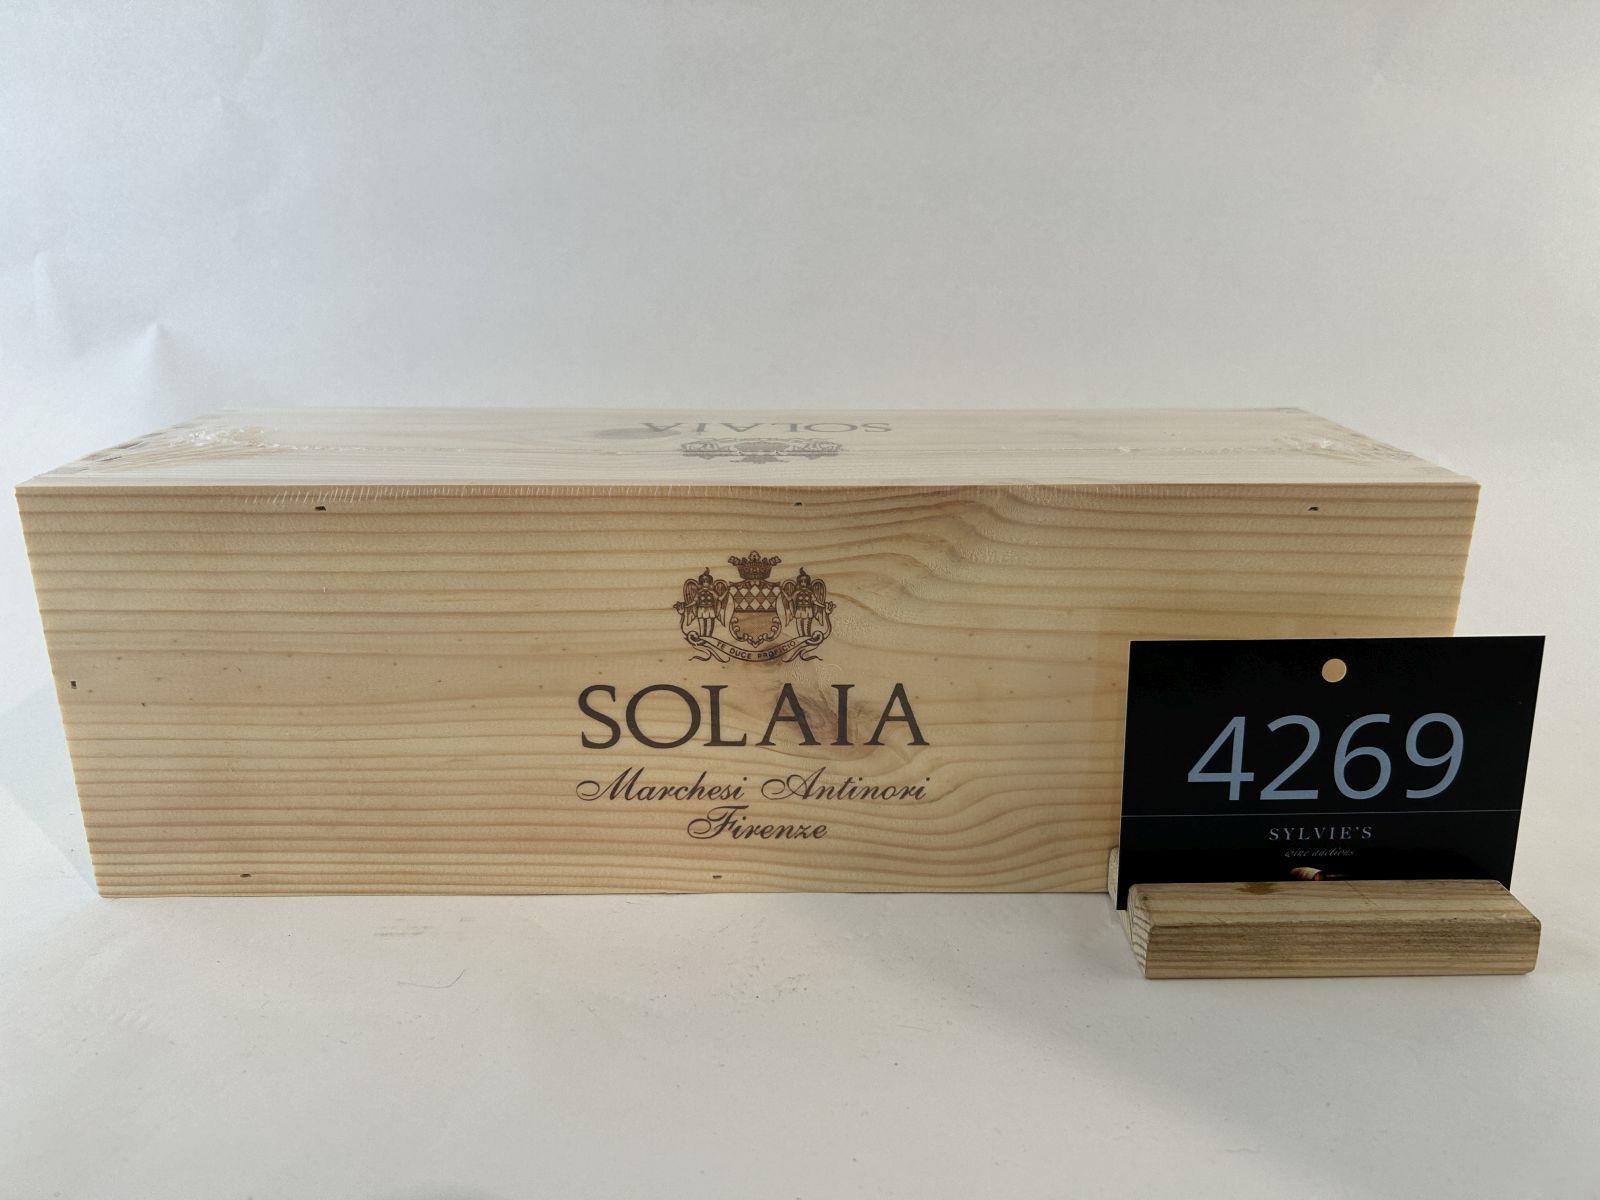 SOLAIA
TE DUCE PROFICIO
SOLAIA
Marchesi Antinori
Firenze
4269
SYLVIE'S
wine auctions